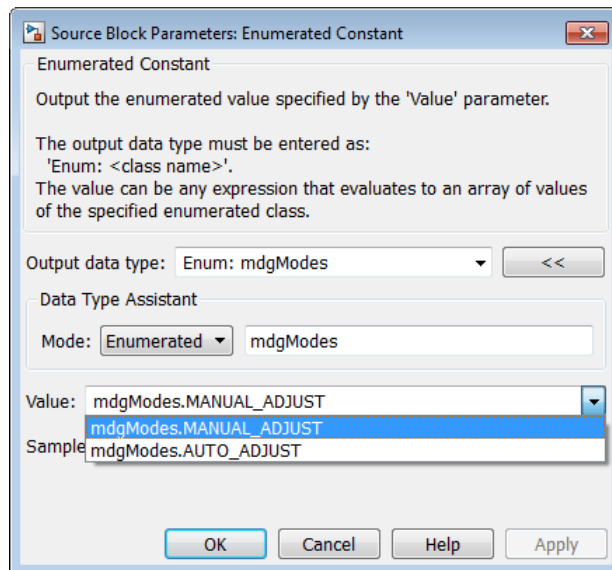 Source Block Parameters: Enumerated Constant
Enumerated Constant
Output the enumerated value specified by the 'Value' parameter.
The output data type must be entered as:
'Enum: <class name>'.
The value can be any expression that evaluates to an array of values
of the specified enumerated class.
Output data type: Enum: mdgModes <<
Data Type Assistant
Mode: Enumerated mdgModes
Value: mdgModes.MANUAL_ADJUST
mdgModes.MANUAL_ADJUST
Sample mdgModes.AUTO_ADJUST
OK Cancel Help Apply